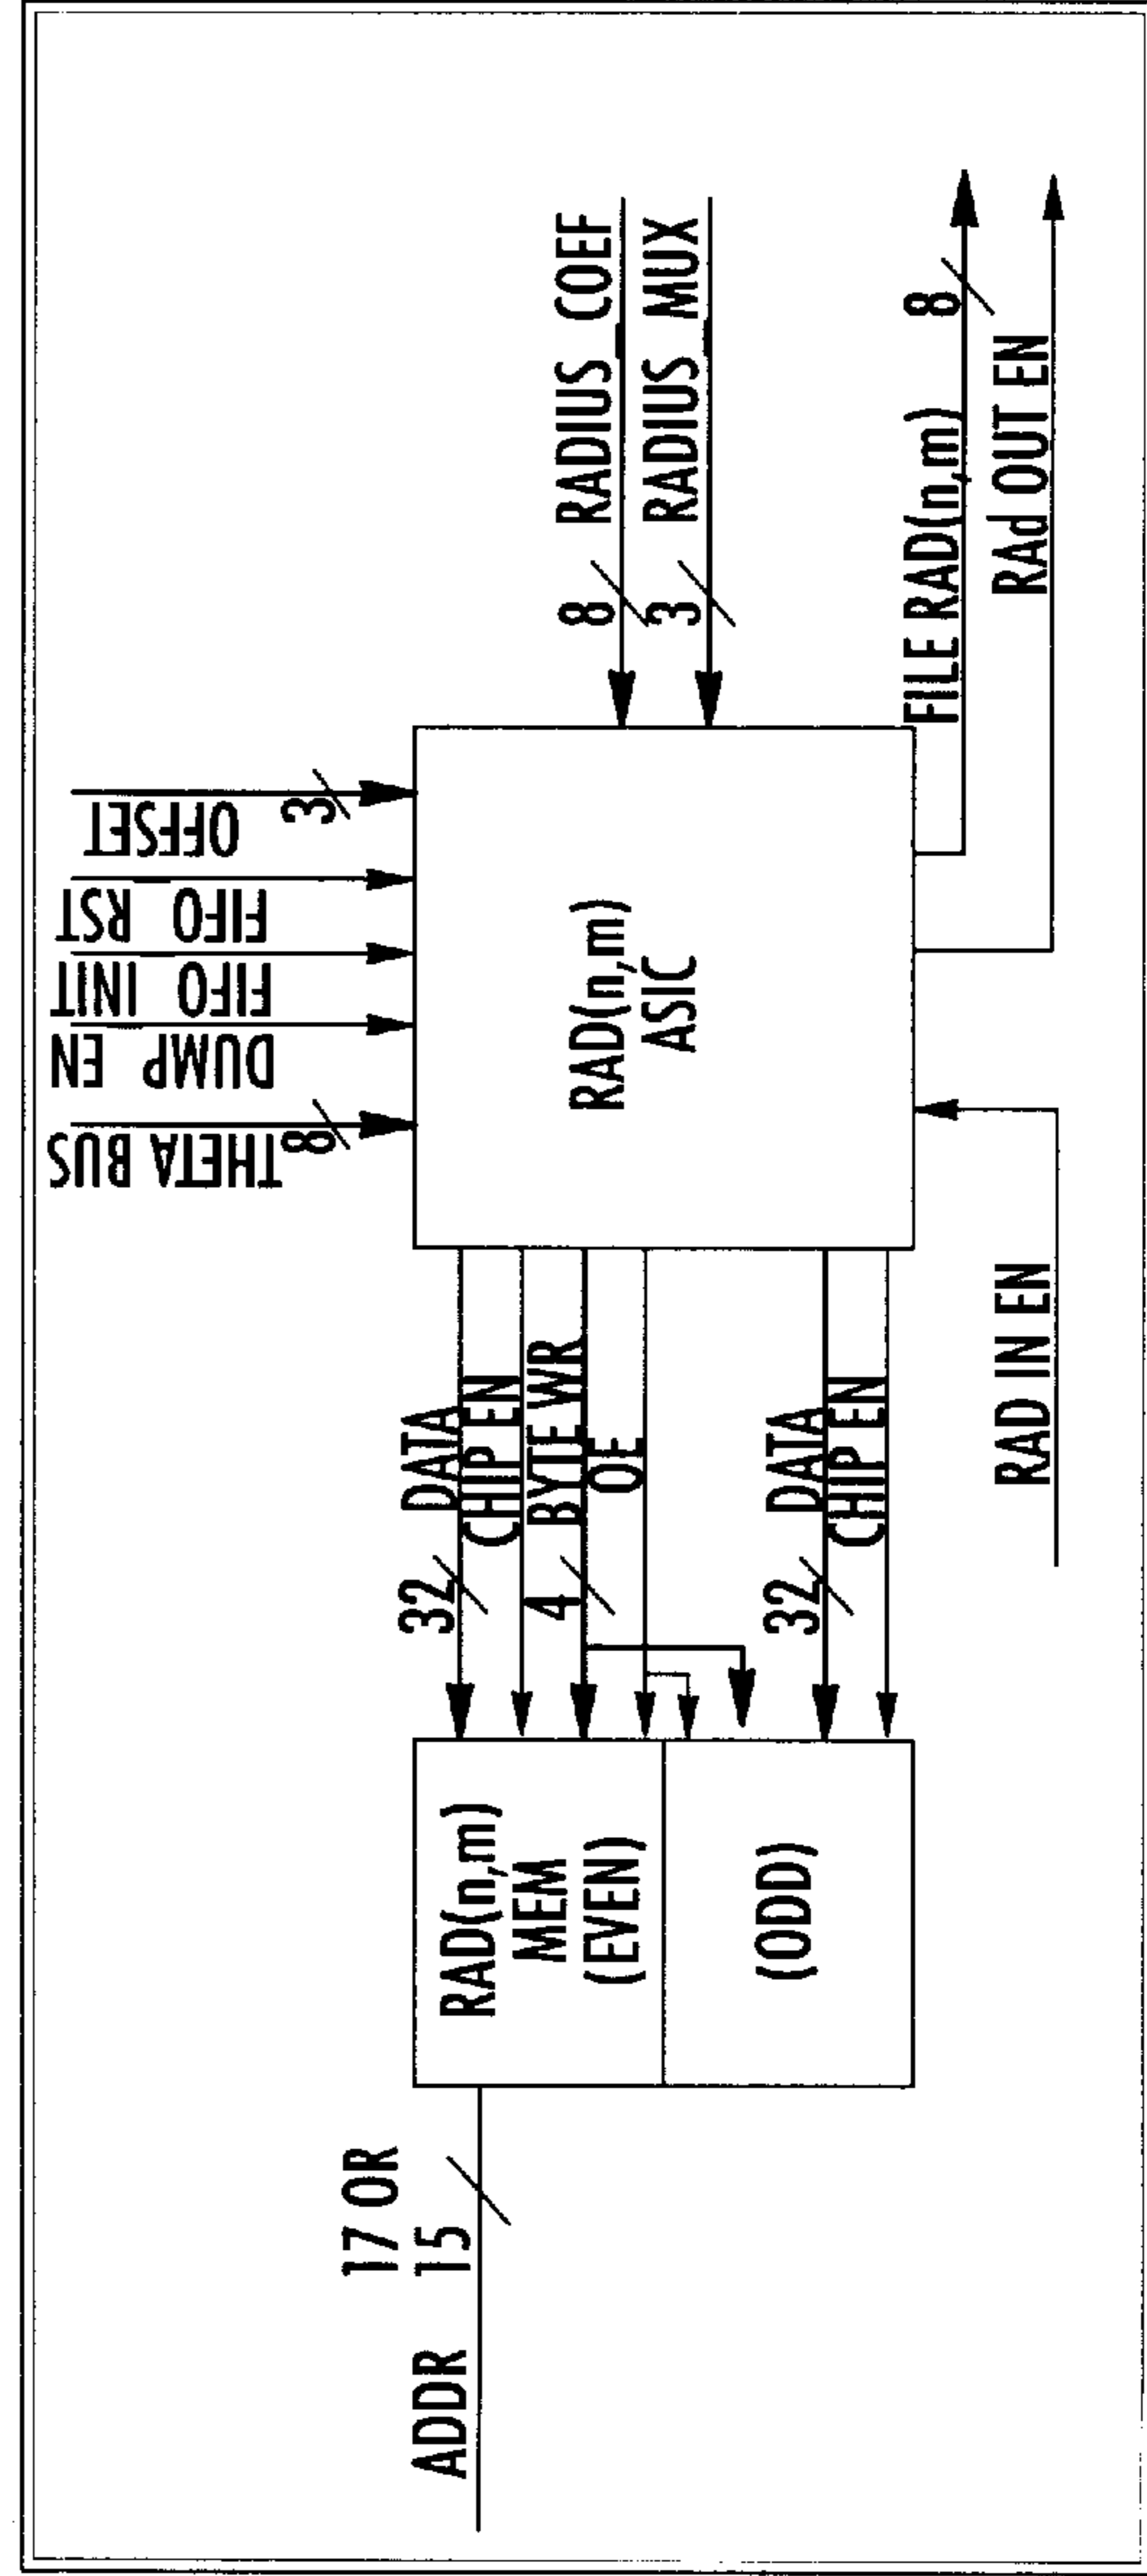 THETA BUS
8
DUMP EN
FIFO INIT
FIFO RST
OFFSET
3
17 OR
15
ADDR
RAD(n,m)
MEM
(EVEN)
(ODD)
32 DATA
CHIP EN
4 BYTE WR
OE
32 DATA
CHIP EN
RAD(n,m)
ASIC
8 RADIUS_COEF
3 RADIUS_MUX
RAD IN EN
FILE RAD(n,m) 8
RAd OUT EN